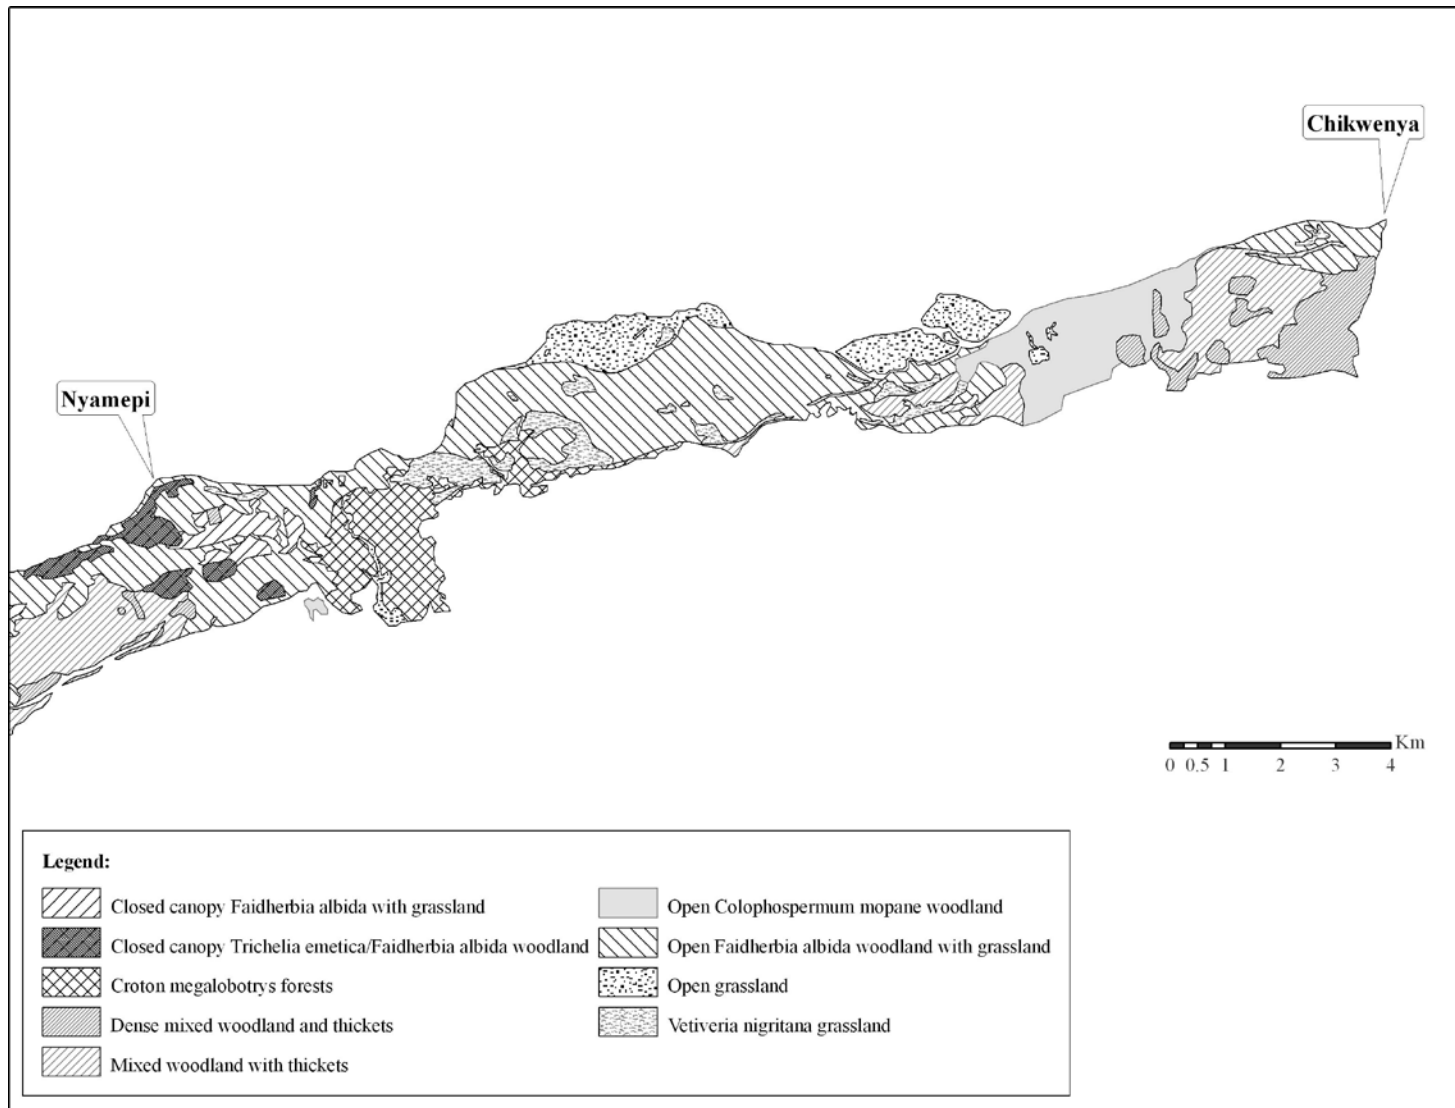 Chikwenya
Nyamepi
Km
0 0.5 1 2 3 4
Legend:
Closed canopy Faidherbia albida with grassland
Closed canopy Trichelia emetica/Faidherbia albida woodland
Croton megalobotrys forests
Dense mixed woodland and thickets
Mixed woodland with thickets
Open Colophospermum mopane woodland
Open Faidherbia albida woodland with grassland
Open grassland
Vetiveria nigritana grassland